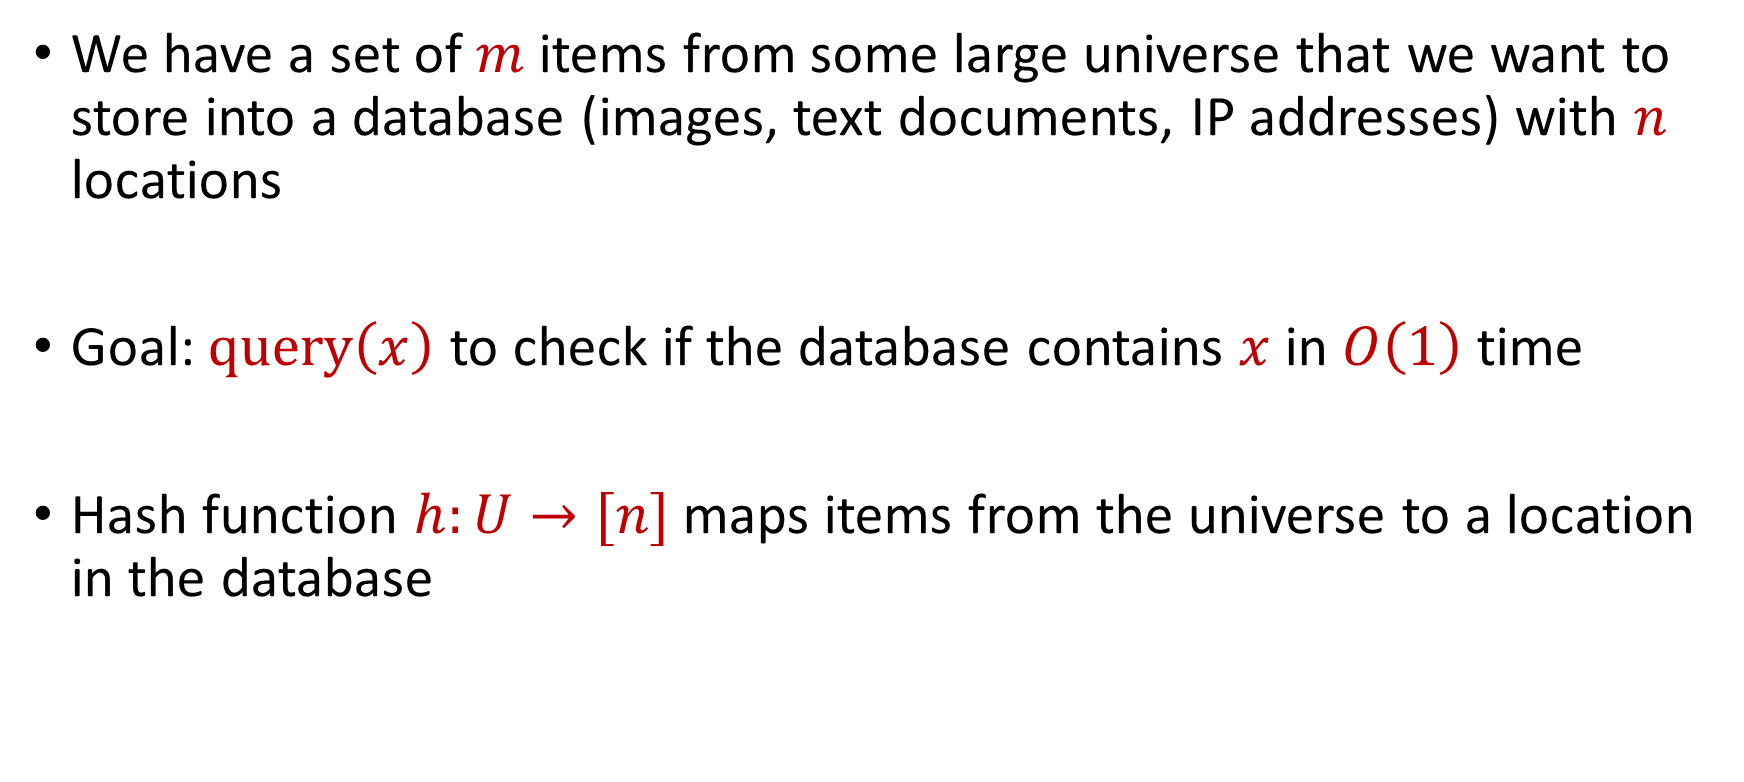 • We have a set of m items from some large universe that we want to
store into a database (images, text documents, IP addresses) with n
locations
• Goal: query(x) to check if the database contains x in O(1) time
• Hash function h: U → [n] maps items from the universe to a location
in the database